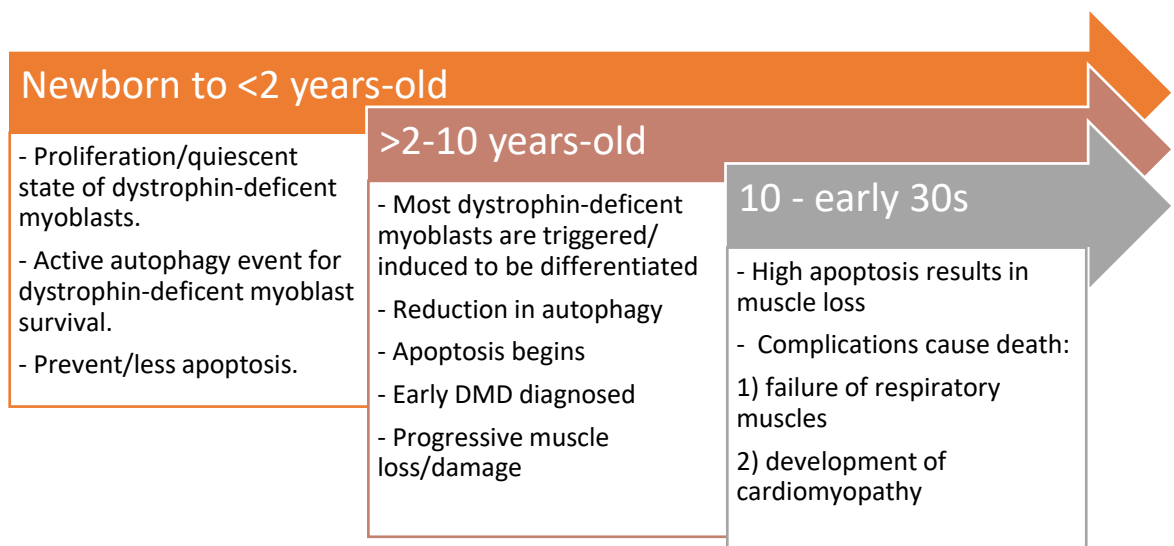 Newborn to <2 years-old
- Proliferation/quiescent
state of dystrophin-deficent
myoblasts.
- Active autophagy event for
dystrophin-deficent myoblast
survival.
- Prevent/less apoptosis.
>2-10 years-old
- Most dystrophin-deficent
myoblasts are triggered/
induced to be differentiated
- Reduction in autophagy
- Apoptosis begins
- Early DMD diagnosed
- Progressive muscle
loss/damage
10 - early 30s
- High apoptosis results in
muscle loss
- Complications cause death:
1) failure of respiratory
muscles
2) development of
cardiomyopathy